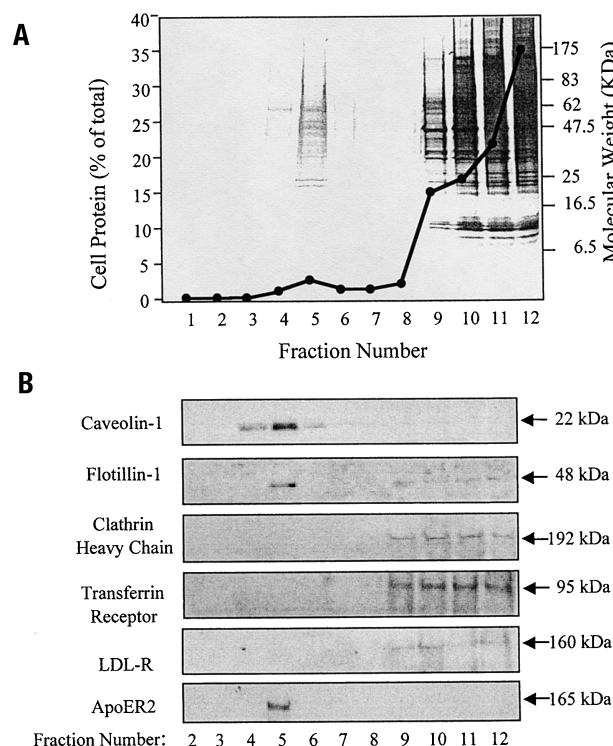 A
Cell Protein (% of total)
40
35
30
25
20
15
10
5
0
175
83
62
47.5
25
16.5
6.5
Molecular Weight (KDa)
1 2 3 4 5 6 7 8 9 10 11 12
Fraction Number
B
Caveolin-1
22 kDa
Flotillin-1
48 kDa
Clathrin
Heavy Chain
192 kDa
Transferrin
Receptor
95 kDa
LDL-R
160 kDa
ApoER2
165 kDa
Fraction Number: 2 3 4 5 6 7 8 9 10 11 12